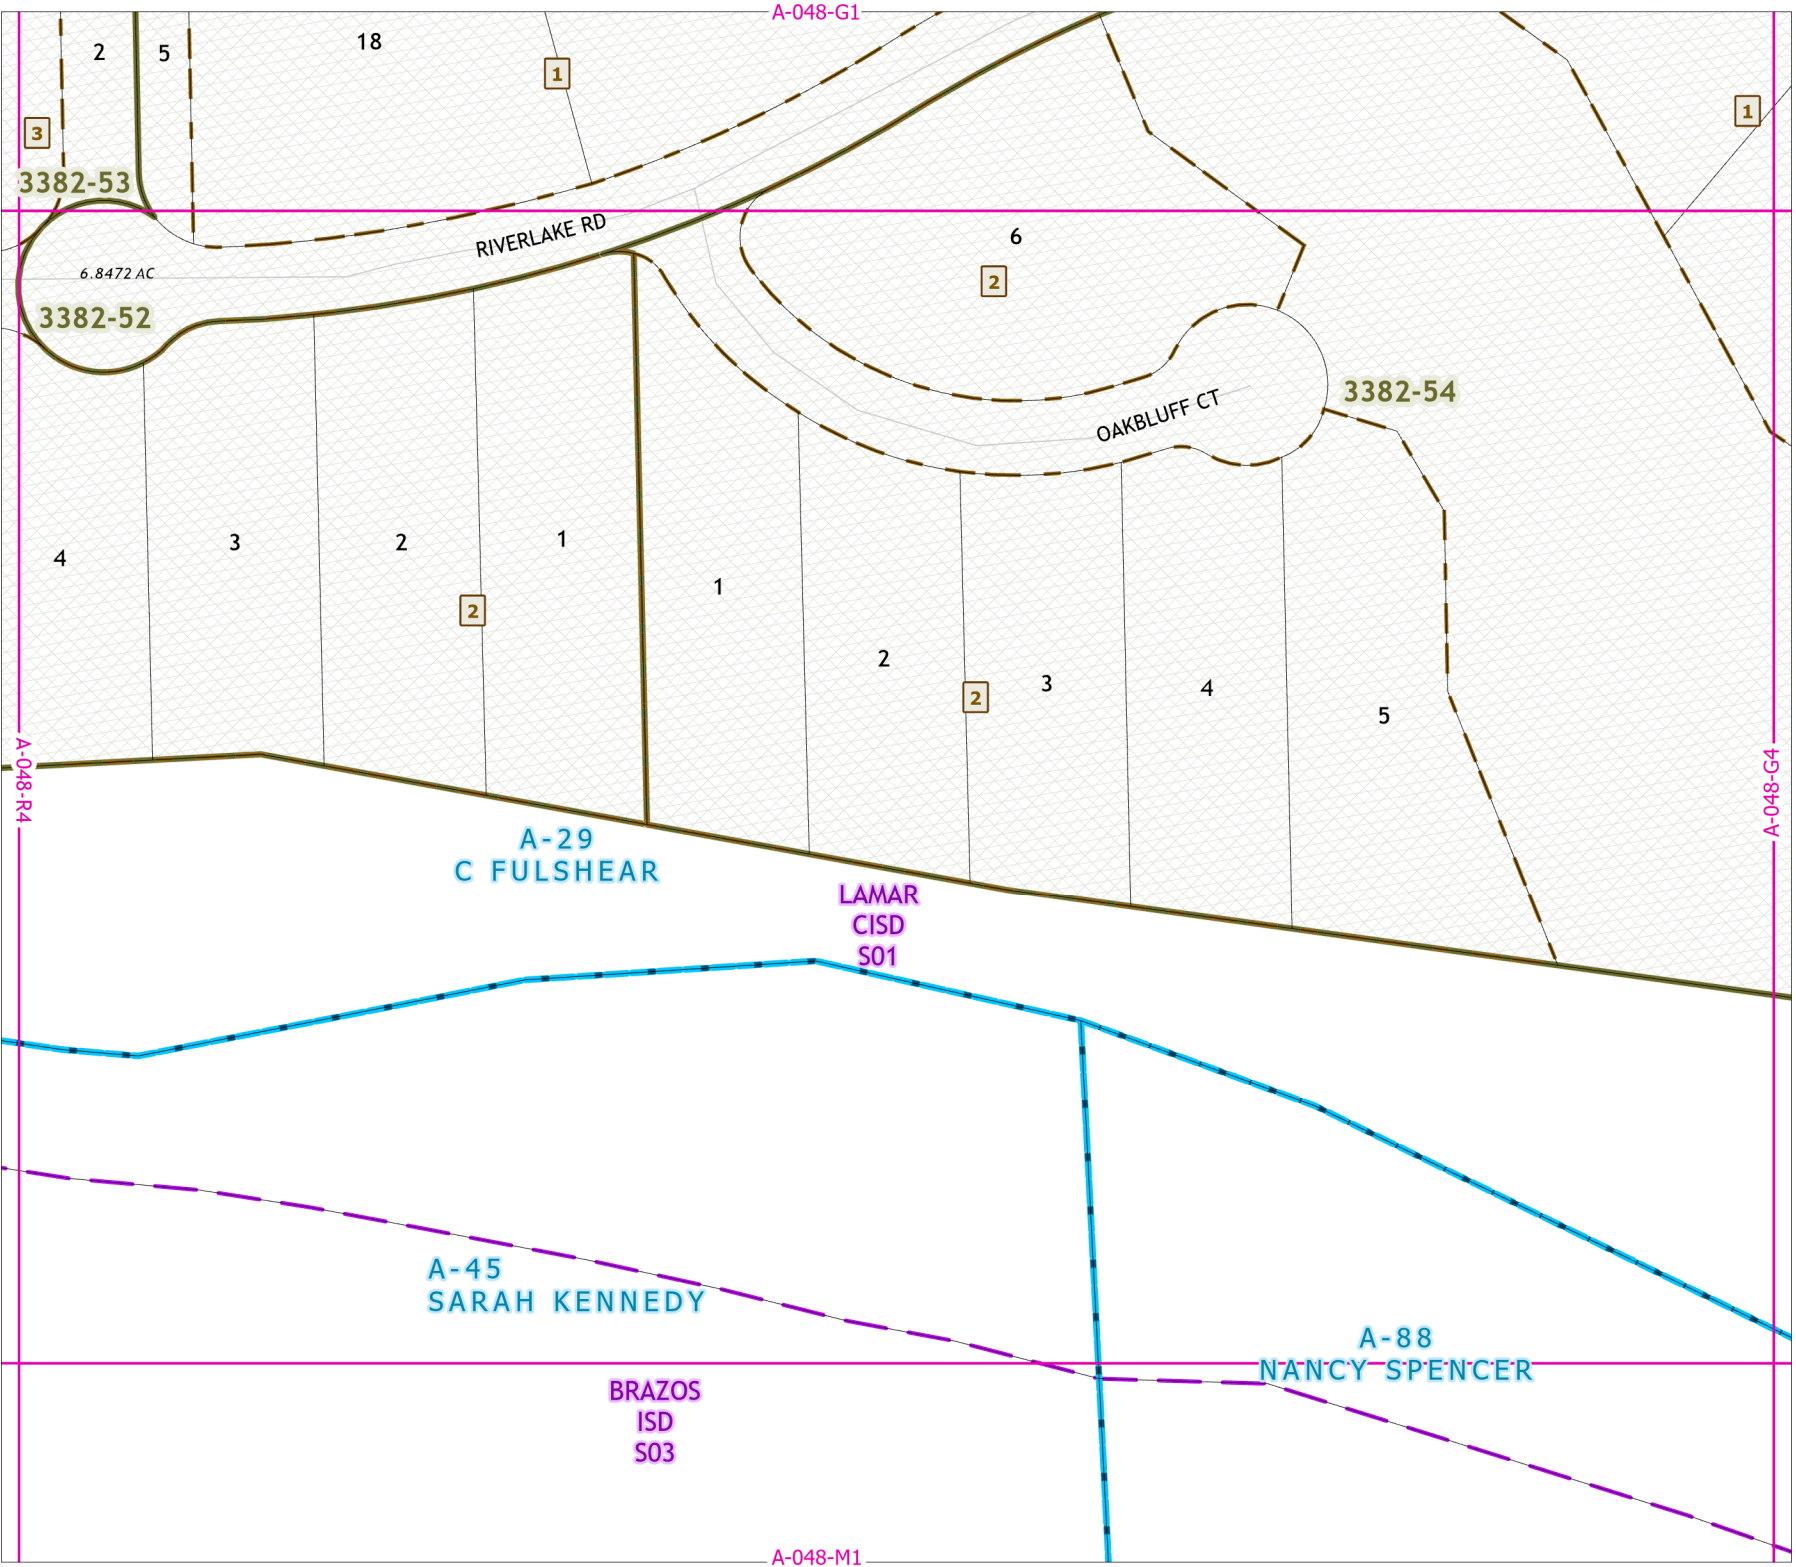 A-048-G1
2
5
18
1
3
1
3382-53
RIVERLAKE RD
6
6.8472 AC
2
3382-52
3382-54
OAKBLUFF CT
4
3
2
1
1
2
2
3
4
5
2
A-048-R4
A-048-G4
A-29
C FULSHEAR
LAMAR
CISD
S01
A-45
SARAH KENNEDY
A-88
NANCY SPENCER
BRAZOS
ISD
S03
A-048-M1